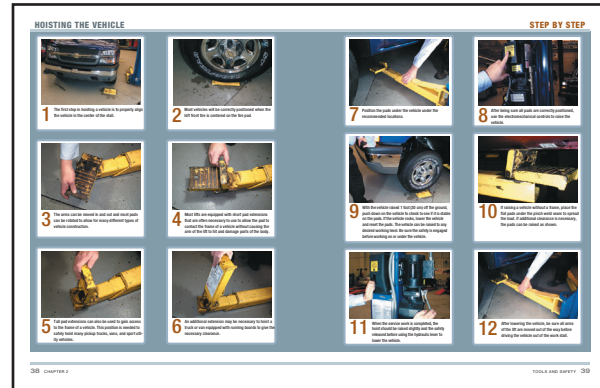 HOISTING THE VEHICLE
STEP BY STEP
1 The first step in hoisting a vehicle is to properly align
the vehicle in the center of the stall.
2 Most vehicles will be correctly positioned when the
left front tire is centered on the tire pad.
3 The arms can be moved in and out and most pads
can be rotated to allow for many different types of
vehicle construction.
4 Most lifts are equipped with short pad extensions
that are often necessary to use to allow the pad to
contact the frame of a vehicle without causing the
arm of the lift to hit and damage parts of the body.
5 Tall pad extensions can also be used to gain access
to the frame of a vehicle. This position is needed to
safely hoist many pickup trucks, vans, and sport util-
ity vehicles.
6 An additional extension may be necessary to hoist a
truck or van equipped with running boards to give the
necessary clearance.
7 Position the pads under the vehicle under the
recommended locations.
8 After being sure all pads are correctly positioned,
use the electromechanical controls to raise the
vehicle.
9 With the vehicle raised 1 foot (30 cm) off the ground,
push down on the vehicle to check to see if it is stable
on the pads. If the vehicle rocks, lower the vehicle
and reset the pads. The vehicle can be raised to any
desired working level. Be sure the safety is engaged
before working on or under the vehicle.
10 If raising a vehicle without a frame, place the
flat pads under the pinch weld seam to spread
the load. If additional clearance is necessary,
the pads can be raised as shown.
11 When the service work is completed, the
hoist should be raised slightly and the safety
released before using the hydraulic lever to
lower the vehicle.
12 After lowering the vehicle, be sure all arms
of the lift are moved out of the way before
driving the vehicle out of the work stall.
38 CHAPTER 2
TOOLS AND SAFETY 39